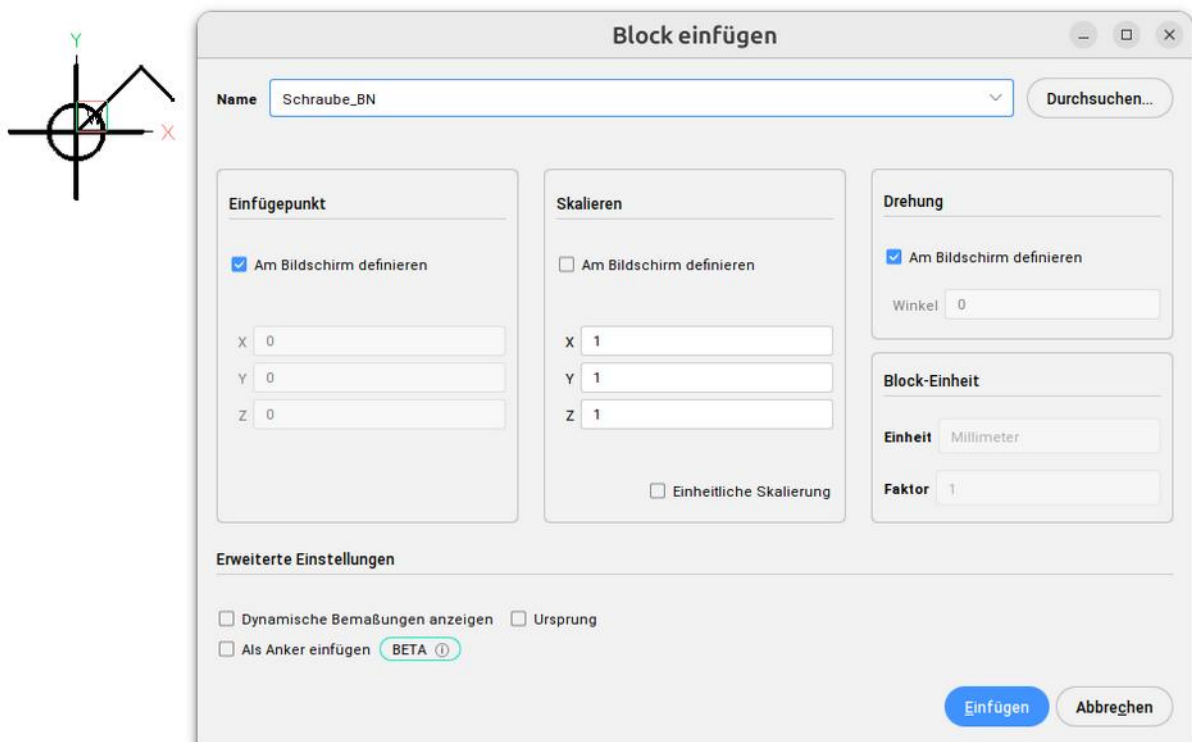 Block einfügen
Y
X
Name Schraube_BN Durchsuchen...
Einfügepunkt
Am Bildschirm definieren
X 0
Y 0
Z 0
Skalieren
Am Bildschirm definieren
X 1
Y 1
Z 1
Einheitliche Skalierung
Drehung
Am Bildschirm definieren
Winkel 0
Block-Einheit
Einheit Millimeter
Faktor 1
Erweiterte Einstellungen
Dynamische Bemaßungen anzeigen Ursprung
Als Anker einfügen BETA
Einfügen Abbrechen